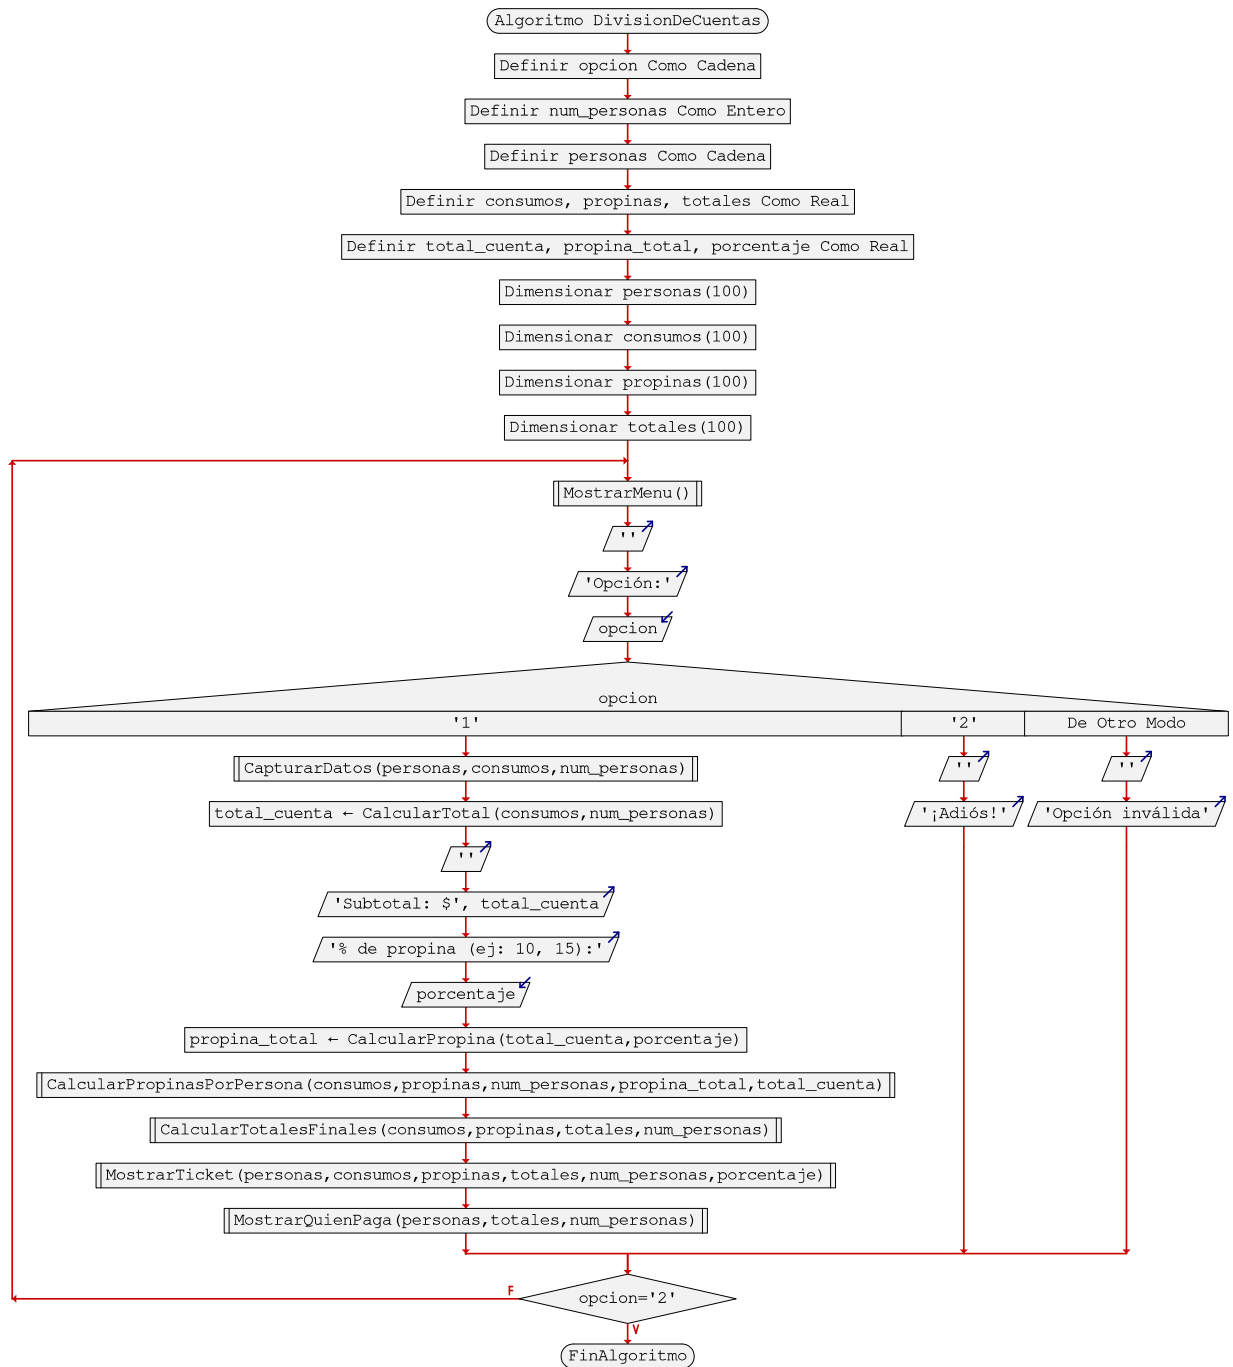 Algoritmo DivisionDeCuentas
Definir opcion Como Cadena
Definir num_personas Como Entero
Definir personas Como Cadena
Definir consumos, propinas, totales Como Real
Definir total_cuenta, propina_total, porcentaje Como Real
Dimensionar personas(100)
Dimensionar consumos(100)
Dimensionar propinas(100)
Dimensionar totales(100)
MostrarMenu()
''
'Opción:'
opcion
opcion
'1'
CapturarDatos(personas,consumos,num_personas)
total_cuenta ← CalcularTotal(consumos,num_personas)
''
'Subtotal: $', total_cuenta
'% de propina (ej: 10, 15):'
porcentaje
propina_total ← CalcularPropina(total_cuenta,porcentaje)
CalcularPropinasPorPersona(consumos,propinas,num_personas,propina_total,total_cuenta)
CalcularTotalesFinales(consumos,propinas,totales,num_personas)
MostrarTicket(personas,consumos,propinas,totales,num_personas,porcentaje)
MostrarQuienPaga(personas,totales,num_personas)
'2'
''
'¡Adiós!'
De Otro Modo
''
'Opción inválida'
opcion='2'
F
V
FinAlgoritmo